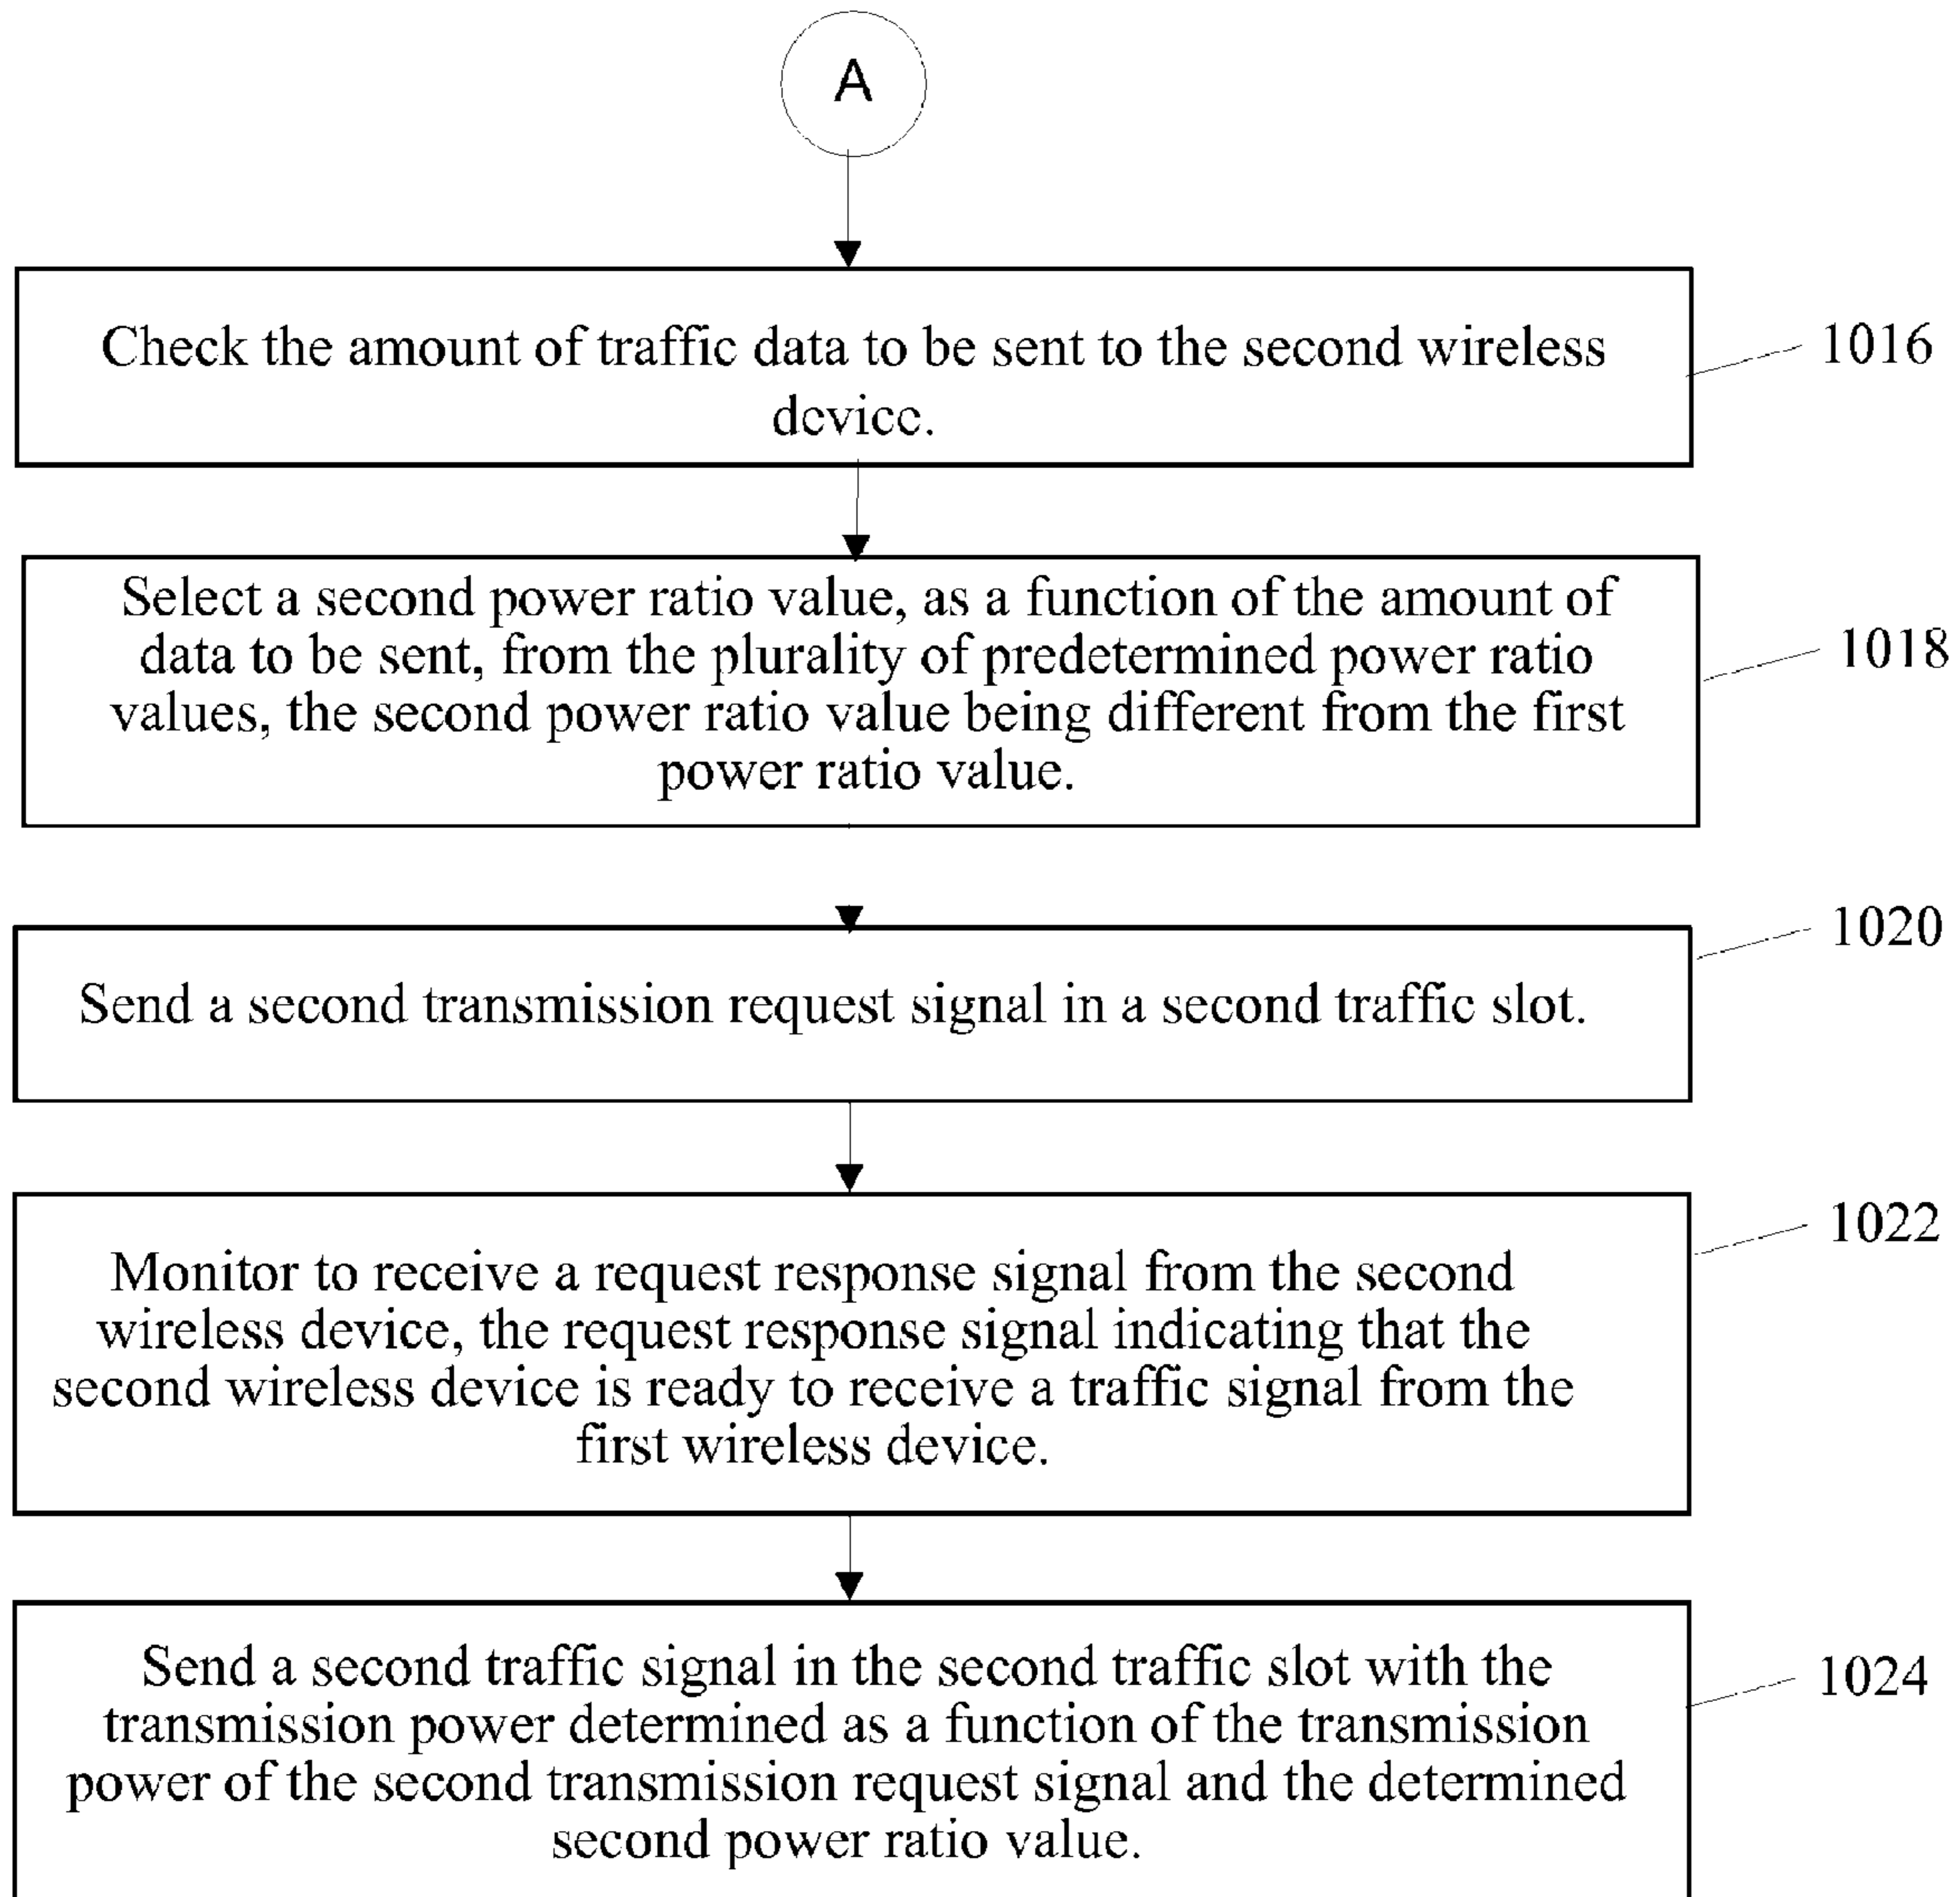 A
Check the amount of traffic data to be sent to the second wireless
device.
1016
Select a second power ratio value, as a function of the amount of
data to be sent, from the plurality of predetermined power ratio
values, the second power ratio value being different from the first
power ratio value.
1018
Send a second transmission request signal in a second traffic slot.
1020
Monitor to receive a request response signal from the second
wireless device, the request response signal indicating that the
second wireless device is ready to receive a traffic signal from the
first wireless device.
1022
Send a second traffic signal in the second traffic slot with the
transmission power determined as a function of the transmission
power of the second transmission request signal and the determined
second power ratio value.
1024